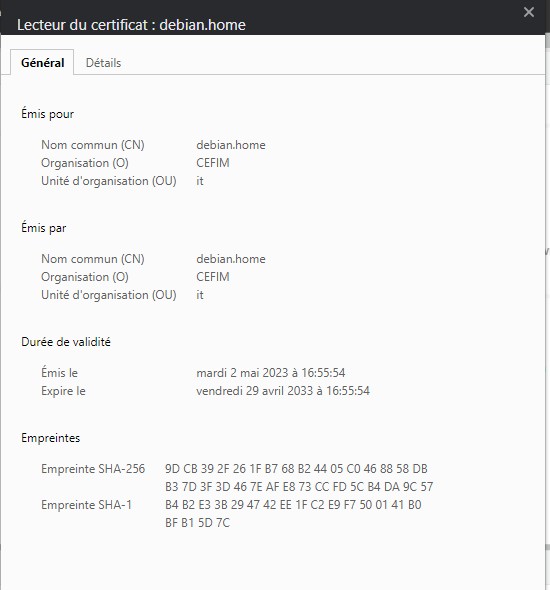 Lecteur du certificat : debian.home
Général Détails
Émis pour
Nom commun (CN) debian.home
Organisation (O) CEFIM
Unité d'organisation (OU) it
Émis par
Nom commun (CN) debian.home
Organisation (O) CEFIM
Unité d'organisation (OU) it
Durée de validité
Émis le mardi 2 mai 2023 à 16:55:54
Expire le vendredi 29 avril 2033 à 16:55:54
Empreintes
Empreinte SHA-256 9D CB 39 2F 26 1F B7 68 B2 44 05 C0 46 88 58 DB
B3 7D 3F 3D 46 7E AF E8 73 CC FD 5C B4 DA 9C 57
Empreinte SHA-1 B4 B2 E3 3B 29 47 42 EE 1F C2 E9 F7 50 01 41 B0
BF B1 5D 7C